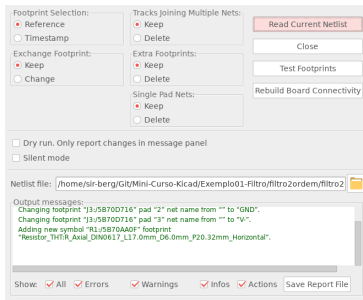 Footprint Selection:
Reference
Timestamp
Exchange Footprint:
Keep
Change
Tracks Joining Multiple Nets:
Keep
Delete
Extra Footprints:
Keep
Delete
Single Pad Nets:
Keep
Delete
Read Current Netlist
Close
Test Footprints
Rebuild Board Connectivity
Dry run. Only report changes in message panel
Silent mode
Netlist file: /home/sir-berg/Git/Mini-Curso-Kicad/Exemplo01-Filtro/filtro2ordem/filtro2
Output messages:
Changing footprint "J3:/5B70D716" pad "2" net name from "" to "GND".
Changing footprint "J3:/5B70D716" pad "3" net name from "" to "V-".
Adding new symbol "R1:/5B70AA0F" footprint
"Resistor_THT:R_Axial_DIN0617_L17.0mm_D6.0mm_P20.32mm_Horizontal".
Show: All Errors Warnings Infos Actions Save Report File